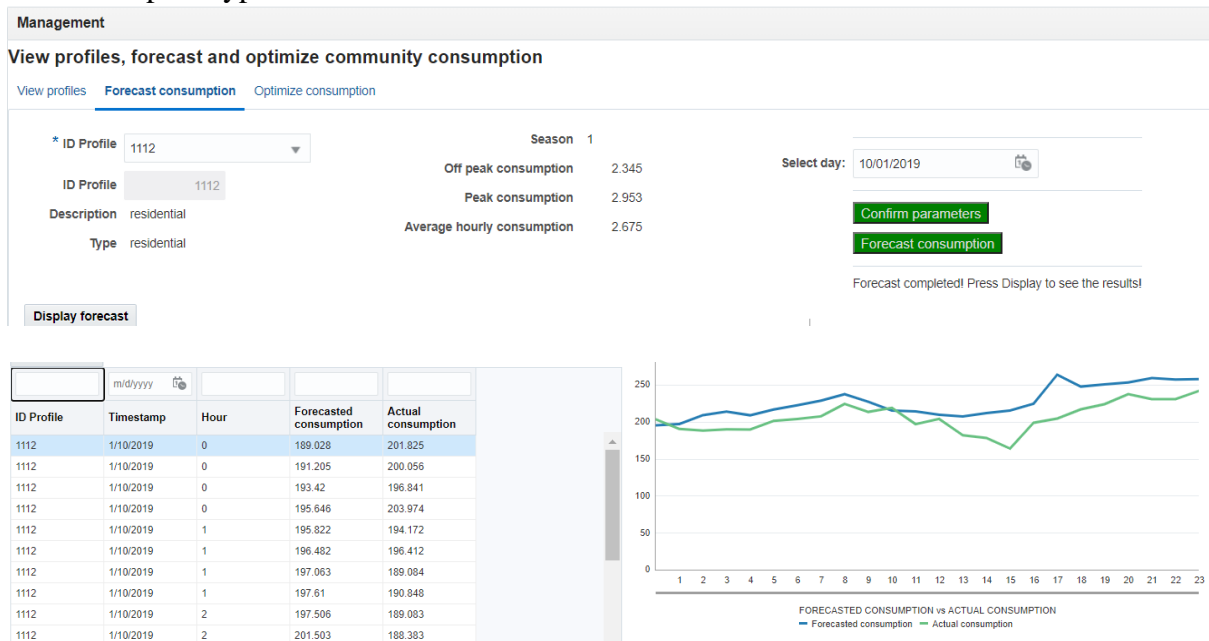 Management
View profiles, forecast and optimize community consumption
View profiles Forecast consumption Optimize consumption
* ID Profile 1112
ID Profile 1112
Description residential
Type residential
Season 1
Off peak consumption 2.345
Peak consumption 2.953
Average hourly consumption 2.675
Select day: 10/01/2019
Confirm parameters
Forecast consumption
Forecast completed! Press Display to see the results!
Display forecast
m/d/yyyy
ID Profile Timestamp Hour Forecasted consumption Actual consumption
1112 1/10/2019 0 189.028 201.825
1112 1/10/2019 0 191.205 200.056
1112 1/10/2019 0 193.42 196.841
1112 1/10/2019 0 195.646 203.974
1112 1/10/2019 1 195.822 194.172
1112 1/10/2019 1 196.482 196.412
1112 1/10/2019 1 197.063 189.084
1112 1/10/2019 1 197.61 190.848
1112 1/10/2019 2 197.506 189.083
1112 1/10/2019 2 201.503 188.383
250
200
150
100
50
0
1 2 3 4 5 6 7 8 9 10 11 12 13 14 15 16 17 18 19 20 21 22 23
FORECASTED CONSUMPTION vs ACTUAL CONSUMPTION
Forecasted consumption Actual consumption